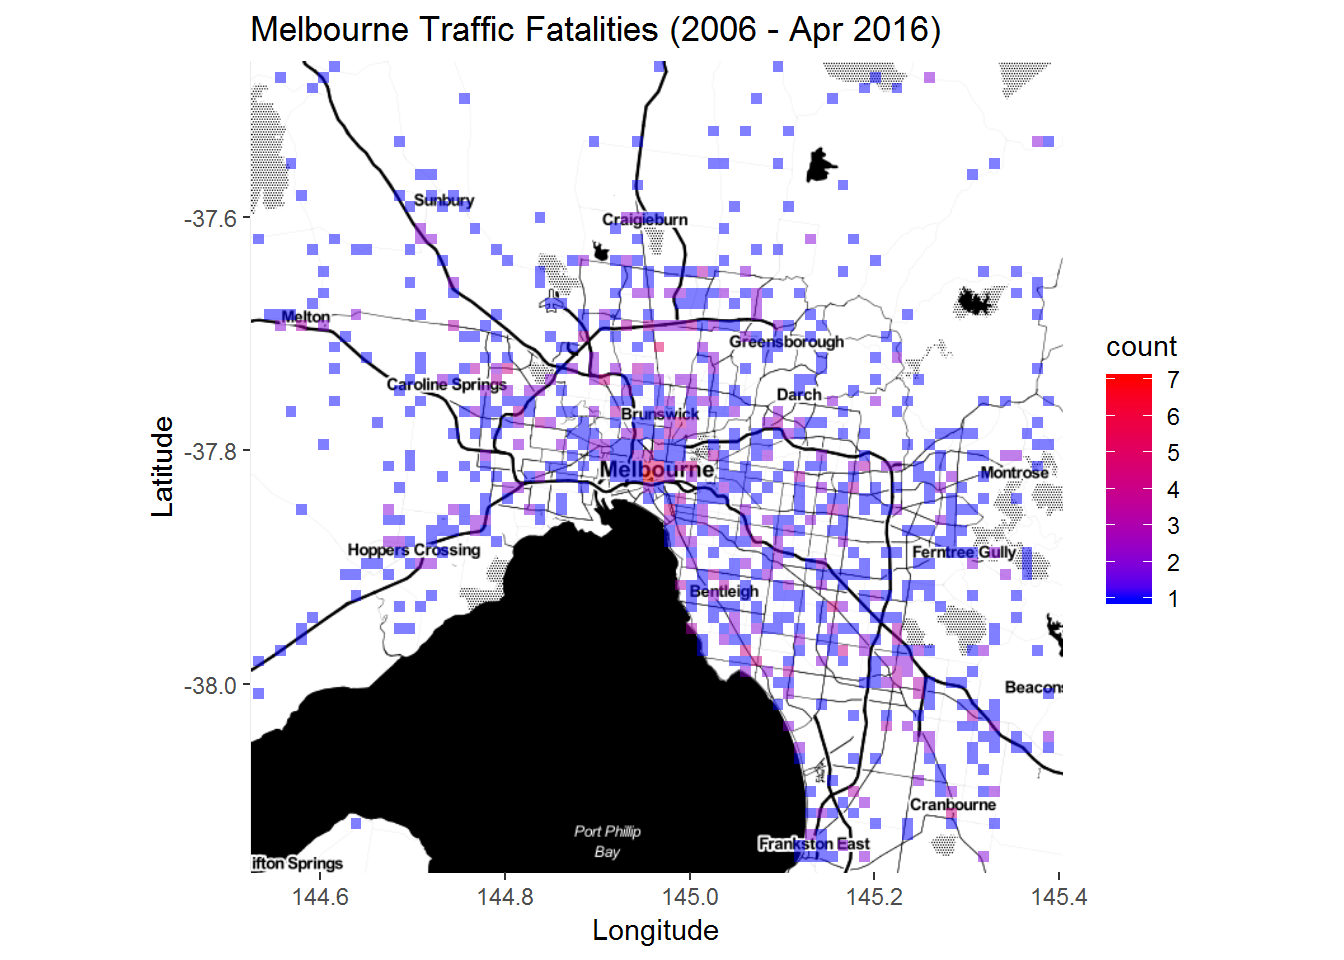 Melbourne Traffic Fatalities (2006 - Apr 2016)
Sunbury
Craigieburn
-37.6
Melton
Greensborough
Caroline Springs
Darch
Brunswick
-37.8
Melbourne
Montrose
Hoppers Crossing
Ferntree Gully
Bentleigh
-38.0
Beacons
Cranbourne
Port Phillip
Bay
Frankston East
ifton Springs
144.6
144.8
145.0
145.2
145.4
Longitude
Latitude
count
7
6
5
4
3
2
1